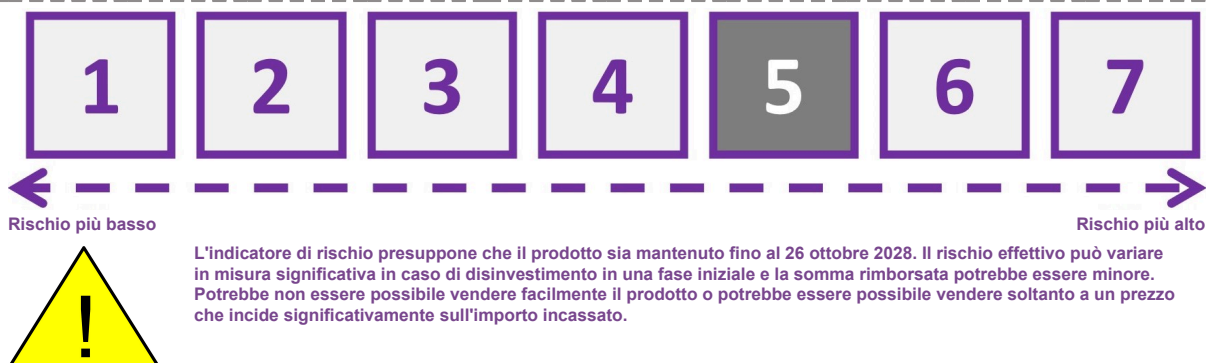 1 2 3 4 5 6 7
Rischio più basso Rischio più alto
L'indicatore di rischio presuppone che il prodotto sia mantenuto fino al 26 ottobre 2028. Il rischio effettivo può variare
in misura significativa in caso di disinvestimento in una fase iniziale e la somma rimborsata potrebbe essere minore.
Potrebbe non essere possibile vendere facilmente il prodotto o potrebbe essere possibile vendere soltanto a un prezzo
che incide significativamente sull'importo incassato.
!